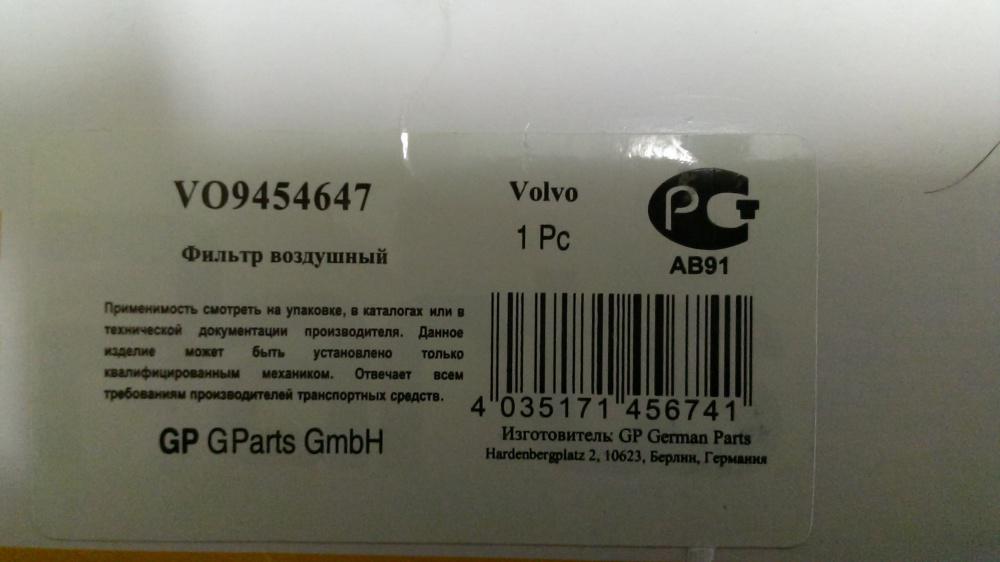 VO9454647
Volvo
1 Pc
Фильтр воздушный
АВ91
Применимость смотреть на упаковке, в каталогах или в
технической документации производителя. Данное
изделие может быть установлено только
квалифицированным механиком. Отвечает всем
требованиям производителей транспортных средств.
4 035171 456741
GP GParts GmbH
Изготовитель: GP German Parts
Hardenbergplatz 2, 10623, Берлин, Германия